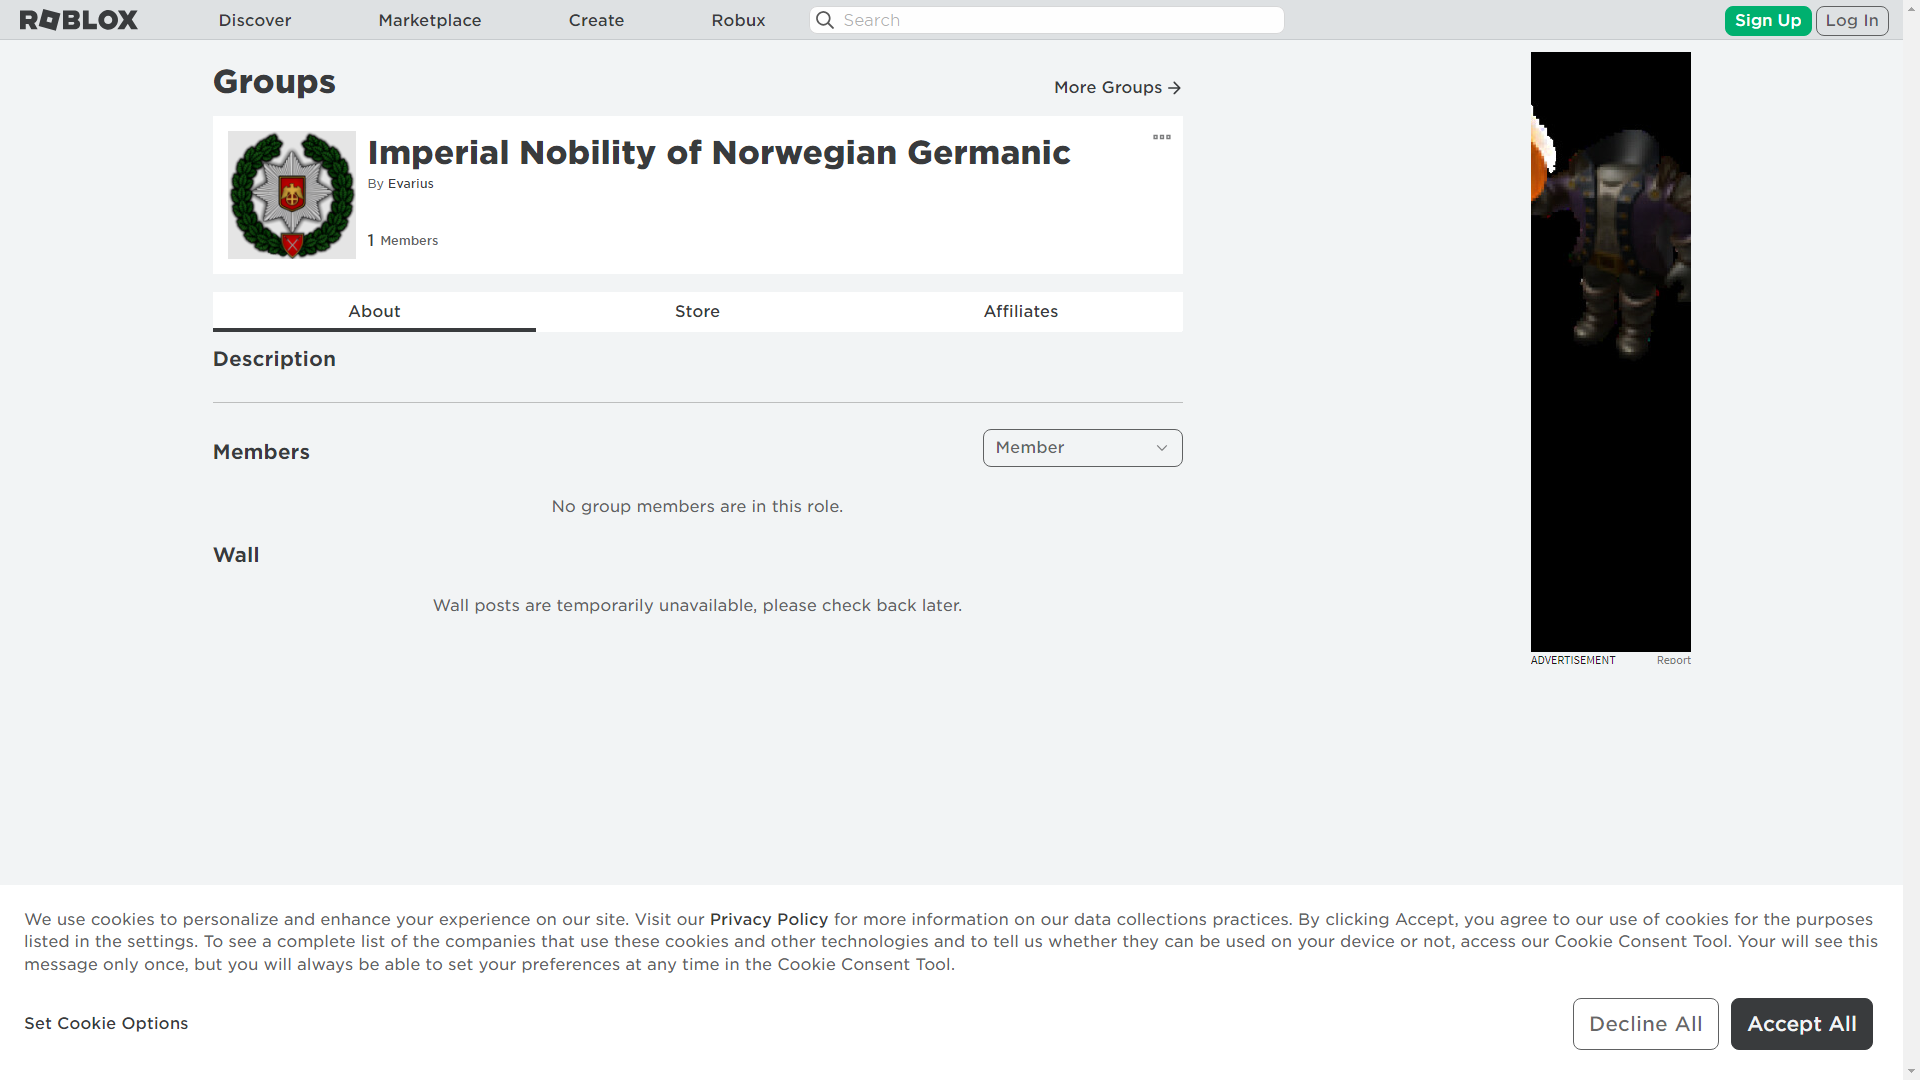 ROBLOX
Discover
Marketplace
Create
Robux
Search
Sign Up
Log In
Groups
More Groups
Imperial Nobility of Norwegian Germanic
By Evarius
1 Members
About
Store
Affiliates
Description
Members
Member
No group members are in this role.
Wall
Wall posts are temporarily unavailable, please check back later.
ADVERTISEMENT
Report
We use cookies to personalize and enhance your experience on our site. Visit our Privacy Policy for more information on our data collections practices. By clicking Accept, you agree to our use of cookies for the purposes
listed in the settings. To see a complete list of the companies that use these cookies and other technologies and to tell us whether they can be used on your device or not, access our Cookie Consent Tool. Your will see this
message only once, but you will always be able to set your preferences at any time in the Cookie Consent Tool.
Set Cookie Options
Decline All
Accept All